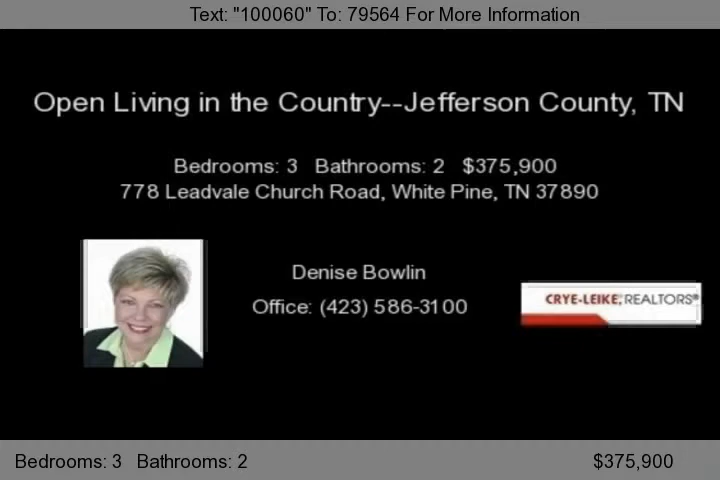 Text: "100060" To: 79564 For More Information
Open Living in the Country--Jefferson County, TN
Bedrooms: 3 Bathrooms: 2 $375,900
778 Leadvale Church Road, White Pine, TN 37890
Denise Bowlin
Office: (423) 586-3100
CRYE-LEIKE, REALTORS®
Bedrooms: 3 Bathrooms: 2 $375,900